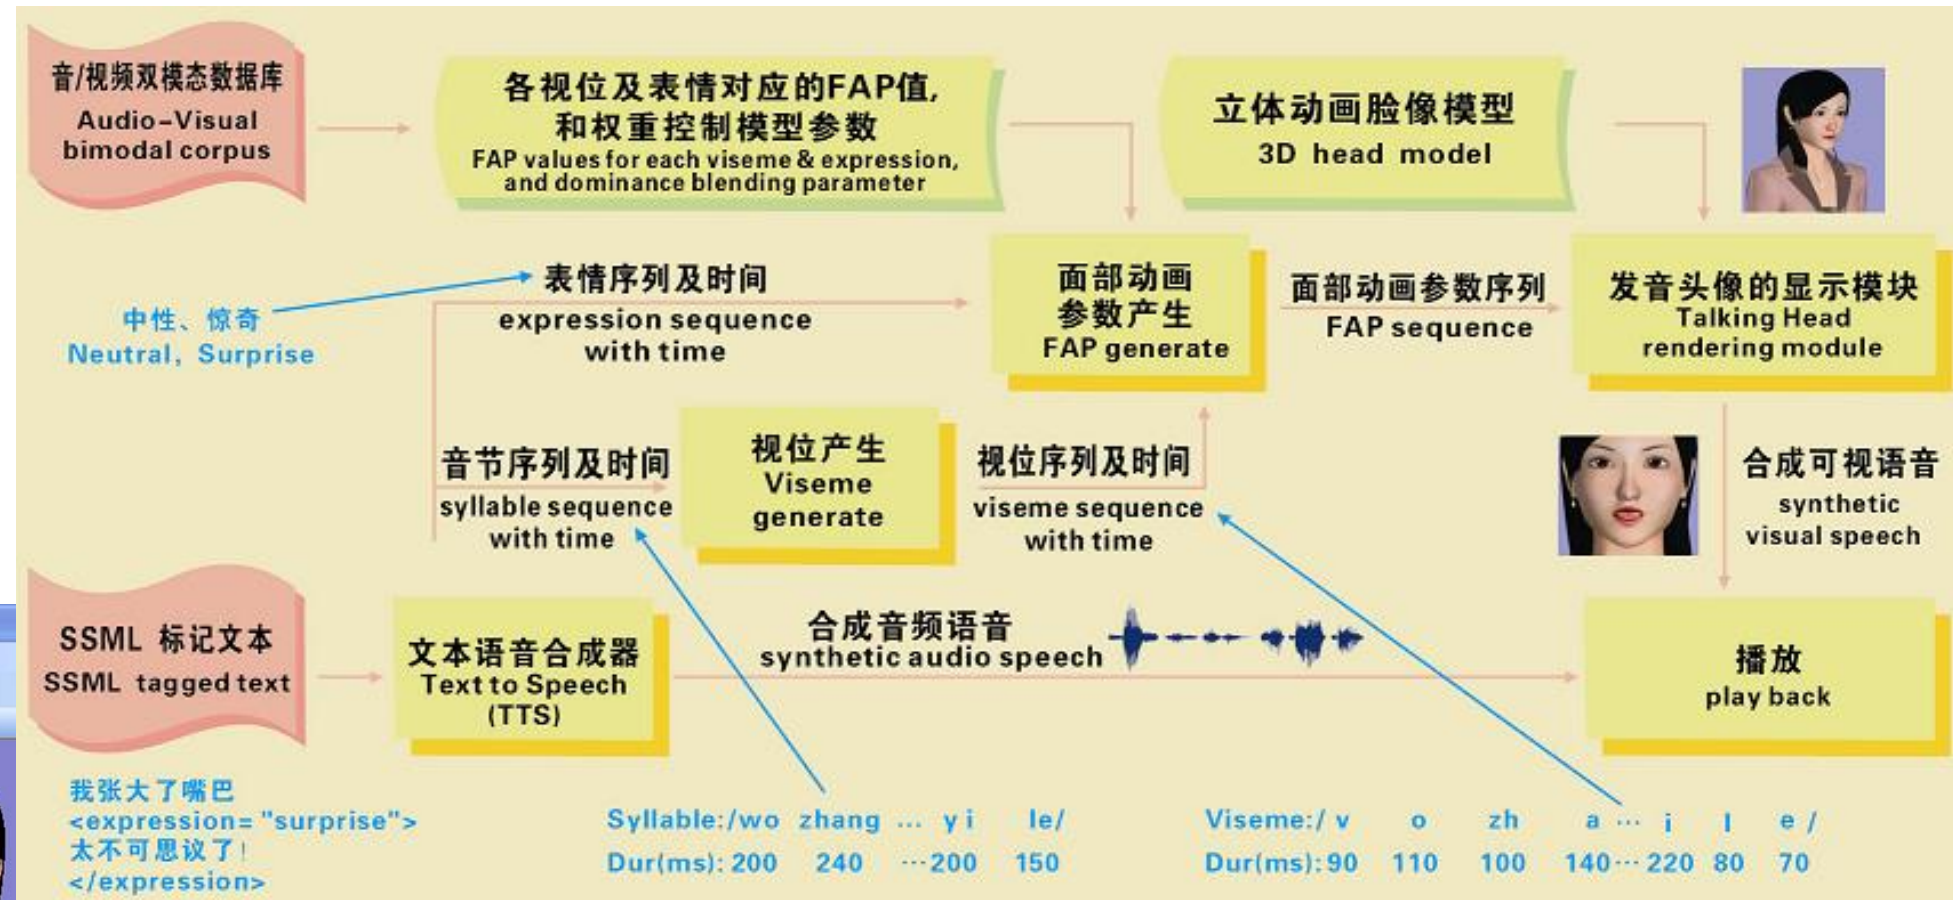 音/视频双模态数据库
Audio-Visual
bimodal corpus
各视位及表情对应的FAP值,
和权重控制模型参数
FAP values for each viseme & expression,
and dominance blending parameter
立体动画脸像模型
3D head model
中性、惊奇
Neutral, Surprise
表情序列及时间
expression sequence
with time
面部动画
参数产生
FAP generate
面部动画参数序列
FAP sequence
发音头像的显示模块
Talking Head
rendering module
音节序列及时间
syllable sequence
with time
视位产生
Viseme
generate
视位序列及时间
viseme sequence
with time
合成可视语音
synthetic
visual speech
SSML 标记文本
SSML tagged text
文本语音合成器
Text to Speech
(TTS)
合成音频语音
synthetic audio speech
播放
play back
我张大了嘴巴
<expression= "surprise">
太不可思议了!
</expression>
Syllable:/wo zhang ... yi le/
Dur(ms): 200 240 ...200 150
Viseme:/ v o zh a ... i l e /
Dur(ms): 90 110 100 140... 220 80 70